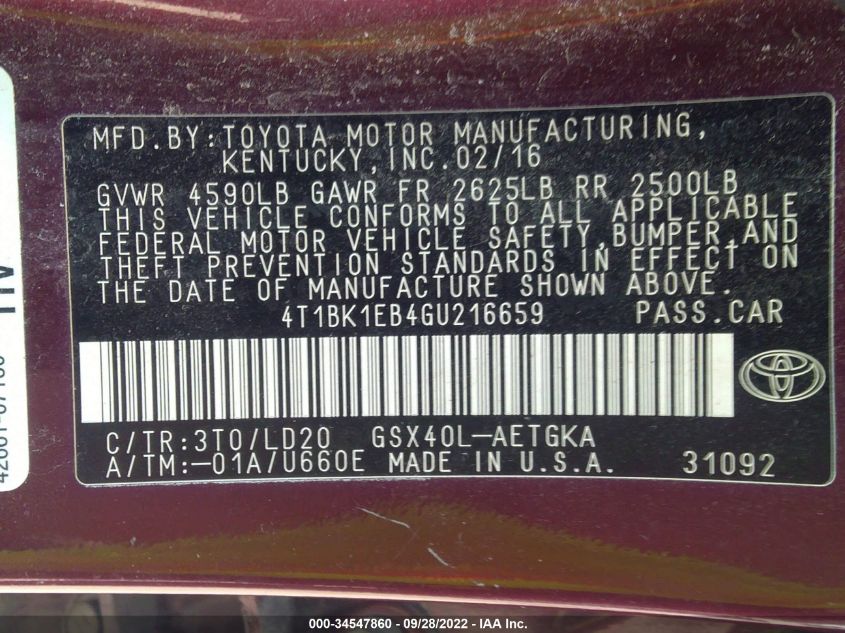 MFD.BY:TOYOTA MOTOR MANUFACTURING,
KENTUCKY,INC.02/16
GVWR 4590LB GAWR FR 2625LB RR 2500LB
THIS VEHICLE CONFORMS TO ALL APPLICABLE
FEDERAL MOTOR VEHICLE SAFETY,BUMPER,AND
THEFT PREVENTION STANDARDS IN EFFECT ON
THE DATE OF MANUFACTURE SHOWN ABOVE.
4T1BK1EB4GU216659 PASS.CAR
C/TR:3T0/LD20 GSX40L-AETGKA
A/TM:-01A/U660E MADE IN U.S.A. 31092
000-34547860 - 09/28/2022 - IAA Inc.